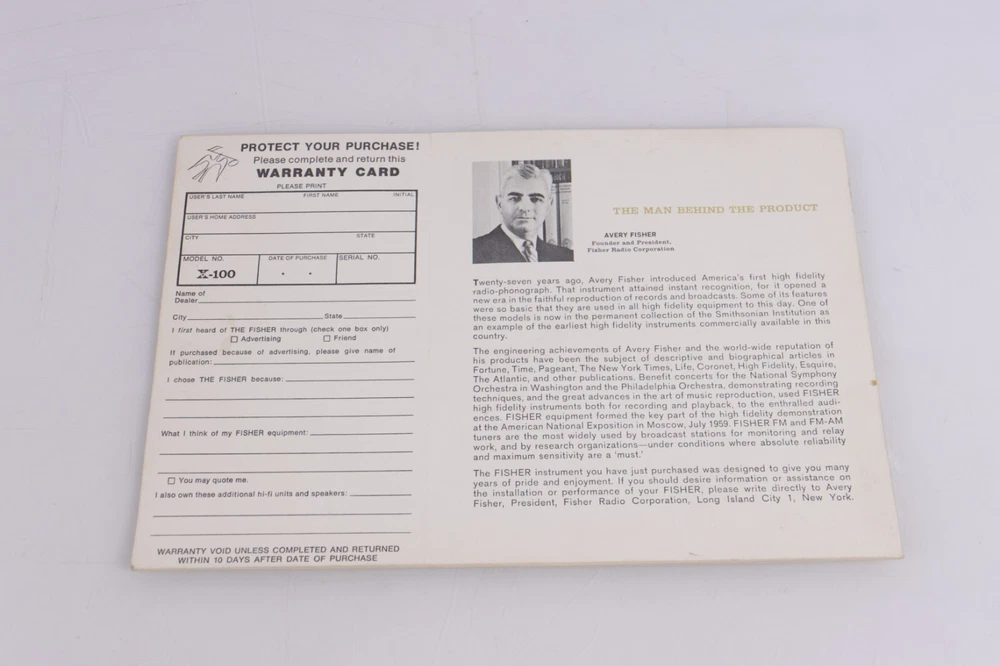 PROTECT YOUR PURCHASE!
Please complete and return this
WARRANTY CARD
PLEASE PRINT
USER'S LAST NAME FIRST NAME INITIAL
USER'S HOME ADDRESS
CITY STATE
MODEL NO. DATE OF PURCHASE SERIAL NO.
X-100
Name of
Dealer
City State
I first heard of THE FISHER through (check one box only)
Advertising Friend
If purchased because of advertising, please give name of
publication:
I chose THE FISHER because:
What I think of my FISHER equipment:
You may quote me.
I also own these additional hi-fi units and speakers:
WARRANTY VOID UNLESS COMPLETED AND RETURNED
WITHIN 10 DAYS AFTER DATE OF PURCHASE
THE MAN BEHIND THE PRODUCT
AVERY FISHER
Founder and President,
Fisher Radio Corporation
Twenty-seven years ago, Avery Fisher introduced America's first high fidelity
radio-phonograph. That instrument attained instant recognition, for it opened a
new era in the faithful reproduction of records and broadcasts. Some of its features
were so basic that they are used in all high fidelity equipment to this day. One of
these models is now in the permanent collection of the Smithsonian Institution as
an example of the earliest high fidelity instruments commercially available in this
country.
The engineering achievements of Avery Fisher and the world-wide reputation of
his products have been the subject of descriptive and biographical articles in
Fortune, Time, Pageant, The New York Times, Life, Coronet, High Fidelity, Esquire,
The Atlantic, and other publications. Benefit concerts for the National Symphony
Orchestra in Washington and the Philadelphia Orchestra, demonstrating recording
techniques, and the great advances in the art of music reproduction, used FISHER
high fidelity instruments both for recording and playback, to the enthralled audi-
ences. FISHER equipment formed the key part of the high fidelity demonstration
at the American National Exposition in Moscow, July 1959. FISHER FM and FM-AM
tuners are the most widely used by broadcast stations for monitoring and relay
work, and by research organizations—under conditions where absolute reliability
and maximum sensitivity are a 'must.'
The FISHER instrument you have just purchased was designed to give you many
years of pride and enjoyment. If you should desire information or assistance on
the installation or performance of your FISHER, please write directly to Avery
Fisher, President, Fisher Radio Corporation, Long Island City 1, New York.